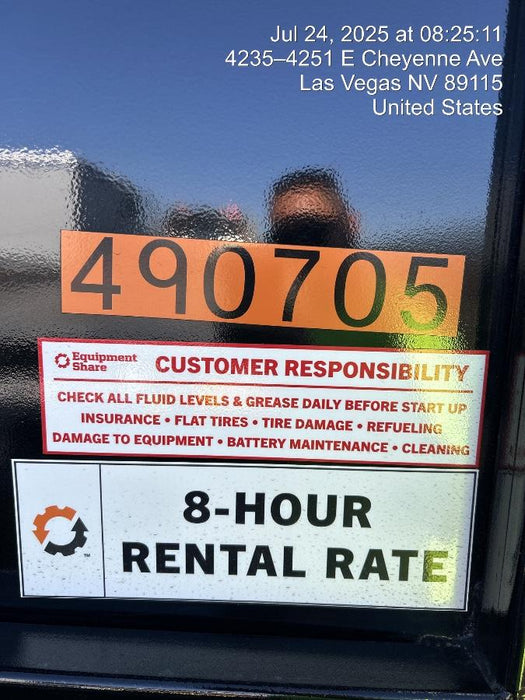 Jul 24, 2025 at 08:25:11
4235–4251 E Cheyenne Ave
Las Vegas NV 89115
United States
490705
Equipment
Share
CUSTOMER RESPONSIBILITY
CHECK ALL FLUID LEVELS & GREASE DAILY BEFORE START UP
INSURANCE • FLAT TIRES • TIRE DAMAGE • REFUELING
DAMAGE TO EQUIPMENT • BATTERY MAINTENANCE • CLEANING
8-HOUR
RENTAL RATE
TM